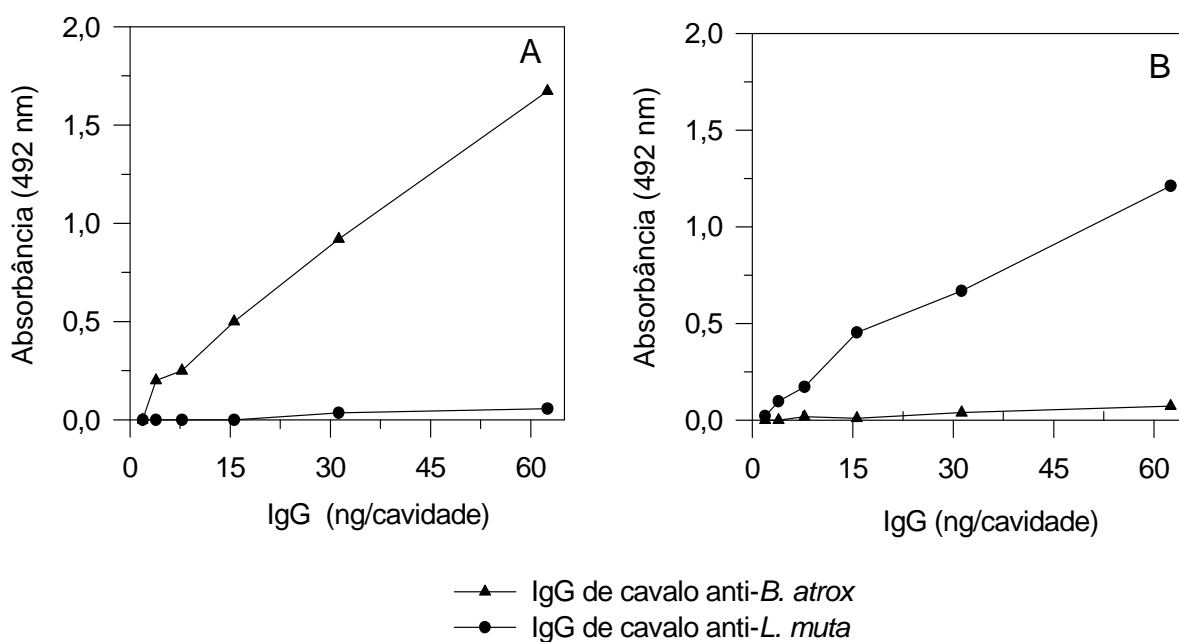 A
2,0
1,5
1,0
0,5
0,0
Absorbância (492 nm)
0 15 30 45 60
IgG (ng/cavidade)
B
2,0
1,5
1,0
0,5
0,0
Absorbância (492 nm)
0 15 30 45 60
IgG (ng/cavidade)
IgG de cavalo anti-B. atrox
IgG de cavalo anti-L. muta